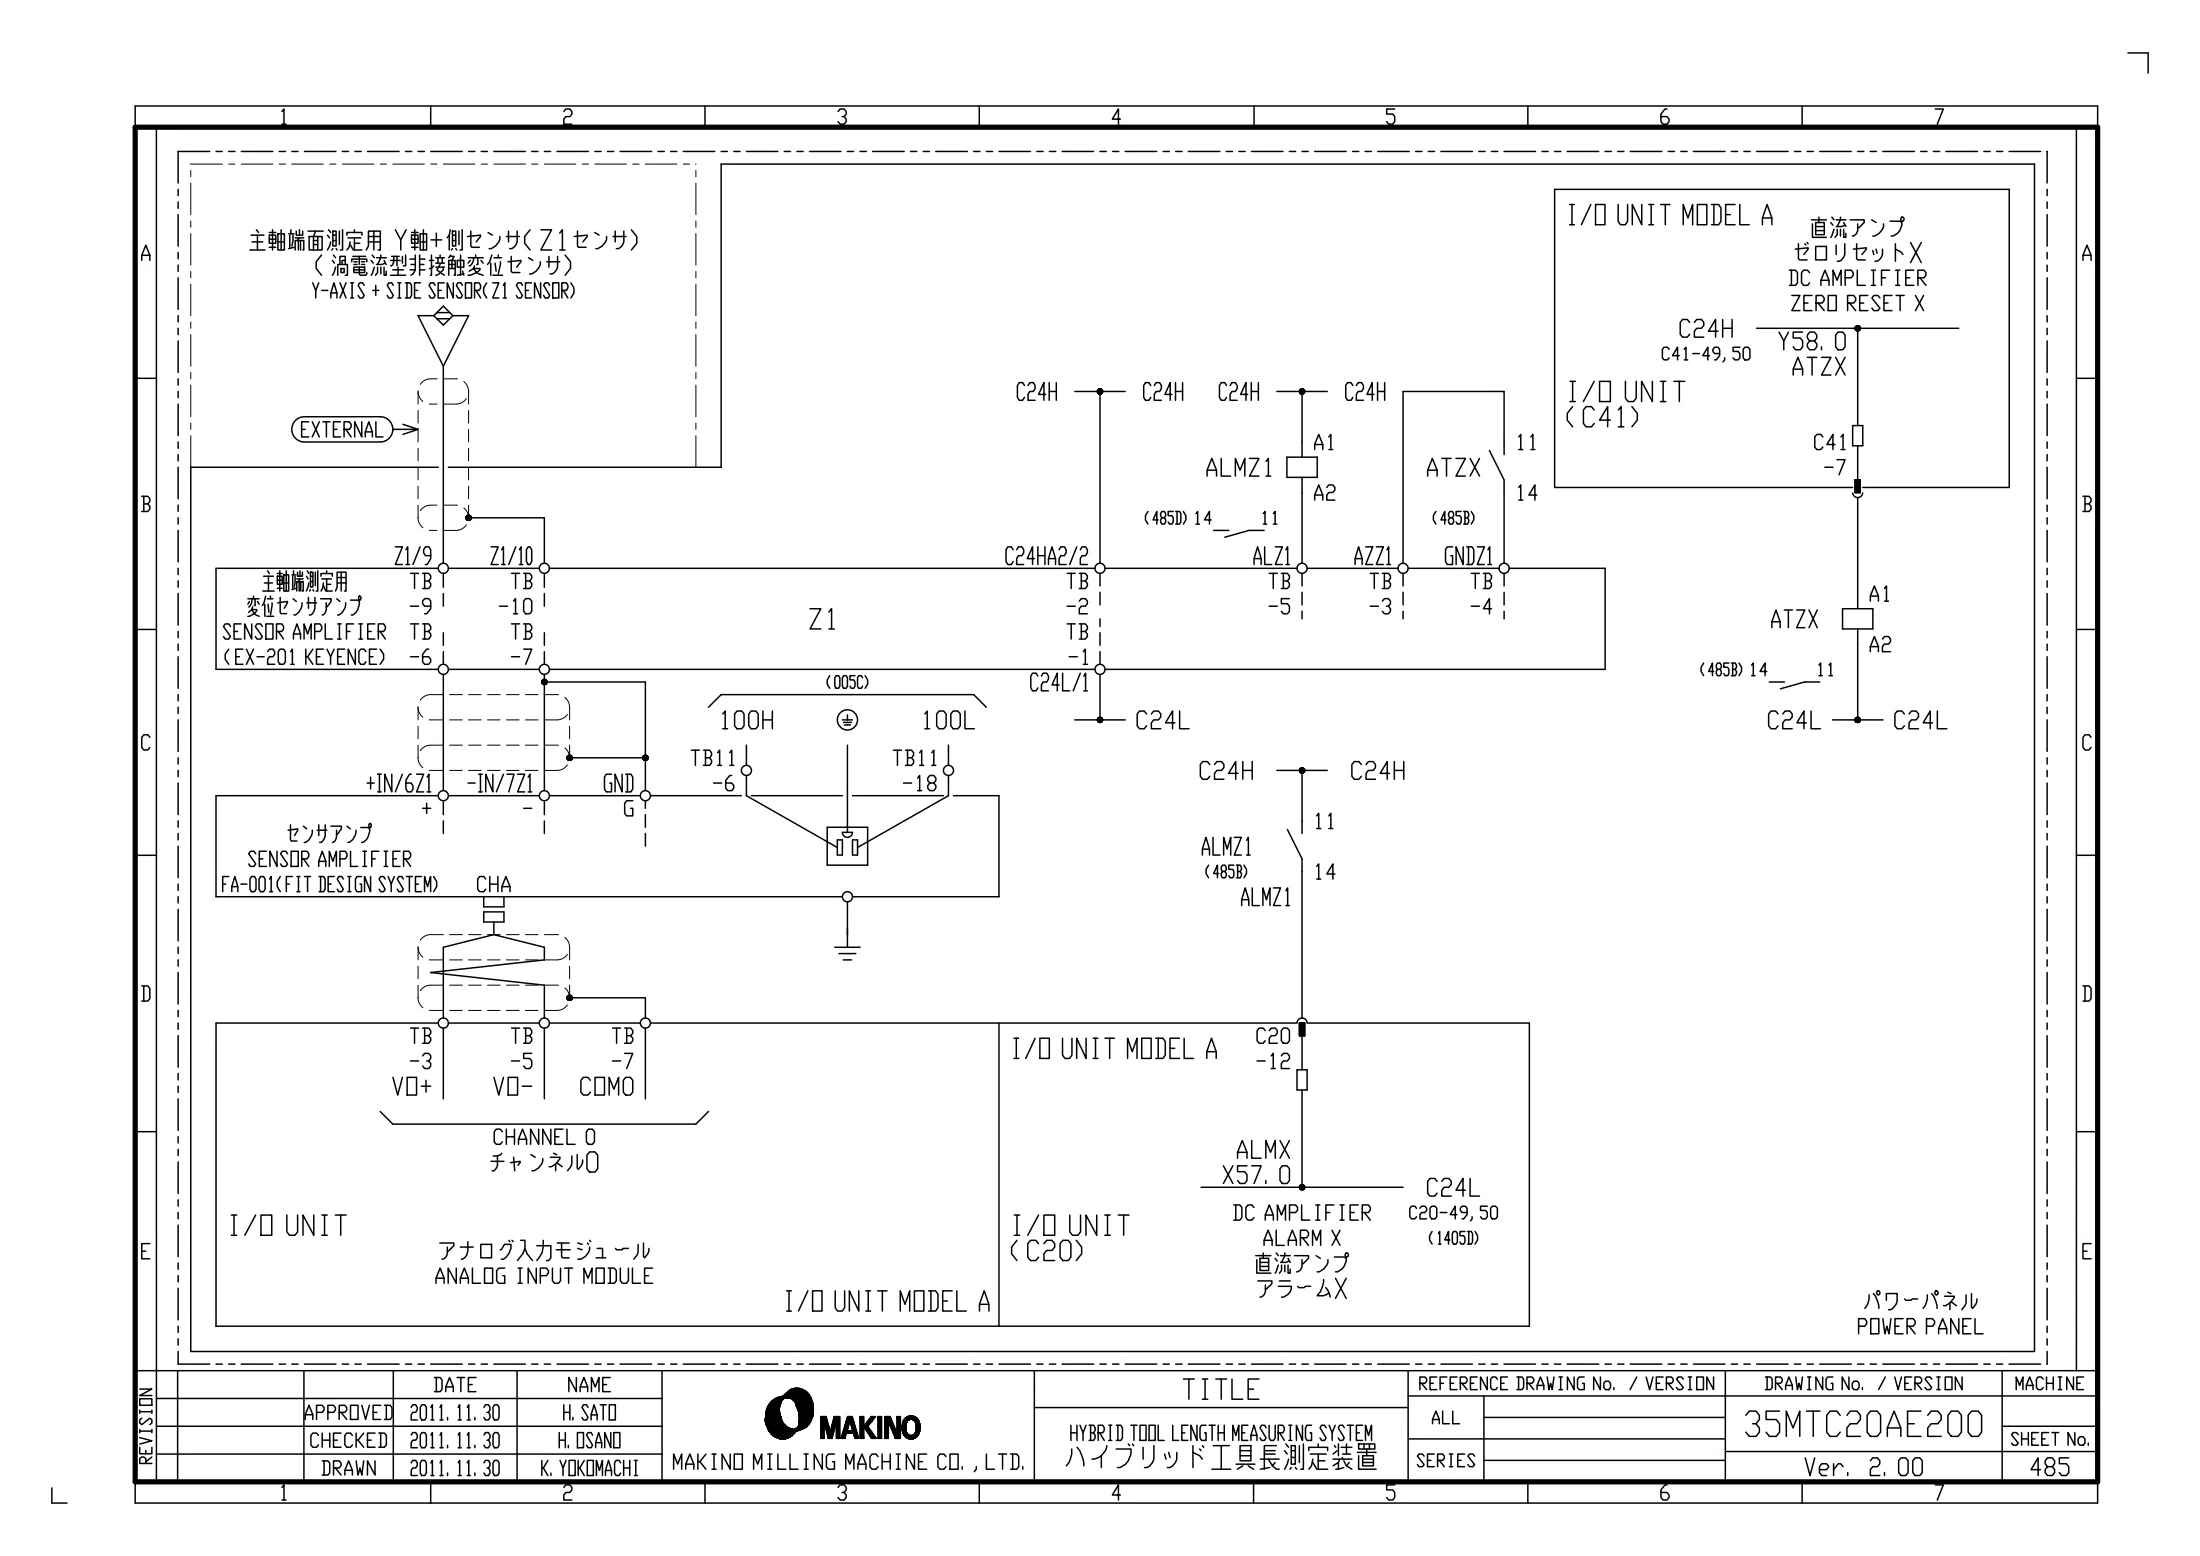 1 2 3 4 5 6 7
A A
B B
C C
D D
E E
主軸端面測定用 Y軸+側センサ(Z1センサ)
(渦電流型非接触変位センサ)
Y-AXIS + SIDE SENSOR(Z1 SENSOR)
EXTERNAL
I/O UNIT MODEL A
直流アンプ
ゼロリセットX
DC AMPLIFIER
ZERO RESET X
C24H
C41-49,50
Y58.0
ATZX
I/O UNIT
(C41)
C41
-7
C24H C24H C24H C24H
A1
ALMZ1
A2
(485D) 14 11
11
ATZX
14
(485B)
Z1/9 Z1/10 C24HA2/2 ALZ1 AZZ1 GNDZ1
主軸端測定用
変位センサアンプ
SENSOR AMPLIFIER
(EX-201 KEYENCE)
TB TB TB TB TB TB
-9 -10 -2 -5 -3 -4
TB TB TB
-6 -7 -1
Z1
C24L/1
C24L
A1
ATZX
A2
(485B) 14 11
C24L C24L
(005C)
100H 100L
TB11 TB11
-6 -18
+IN/6Z1 -IN/7Z1 GND
+ - G
センサアンプ
SENSOR AMPLIFIER
FA-001(FIT DESIGN SYSTEM)
CHA
C24H C24H
11
ALMZ1
(485B)
14
ALMZ1
TB TB TB
-3 -5 -7
V0+ V0- COM0
CHANNEL 0
チャンネル0
I/O UNIT
アナログ入力モジュール
ANALOG INPUT MODULE
I/O UNIT MODEL A
I/O UNIT MODEL A
C20
-12
ALMX
X57.0
C24L
C20-49,50
(1405D)
DC AMPLIFIER
ALARM X
直流アンプ
アラームX
I/O UNIT
(C20)
パワーパネル
POWER PANEL
REVISION
DATE NAME
APPROVED 2011.11.30 H. SATO
CHECKED 2011.11.30 H. OSANO
DRAWN 2011.11.30 K. YOKOMACHI
MAKINO
MAKINO MILLING MACHINE CO.,LTD.
TITLE
HYBRID TOOL LENGTH MEASURING SYSTEM
ハイブリッド工具長測定装置
REFERENCE DRAWING No. / VERSION
ALL
SERIES
DRAWING No. / VERSION
35MTC20AE200
Ver. 2.00
MACHINE
SHEET No.
485
1 2 3 4 5 6 7